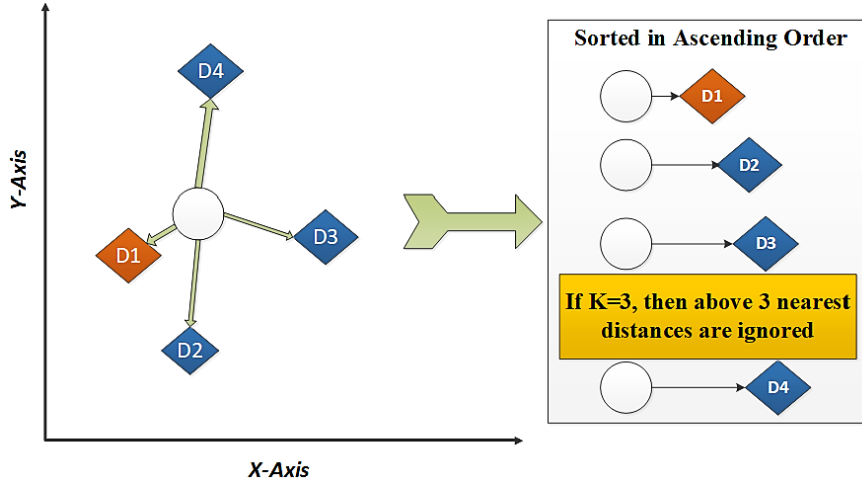 Y-Axis
D4
D1
D3
D2
X-Axis
Sorted in Ascending Order
D1
D2
D3
If K=3, then above 3 nearest
distances are ignored
D4